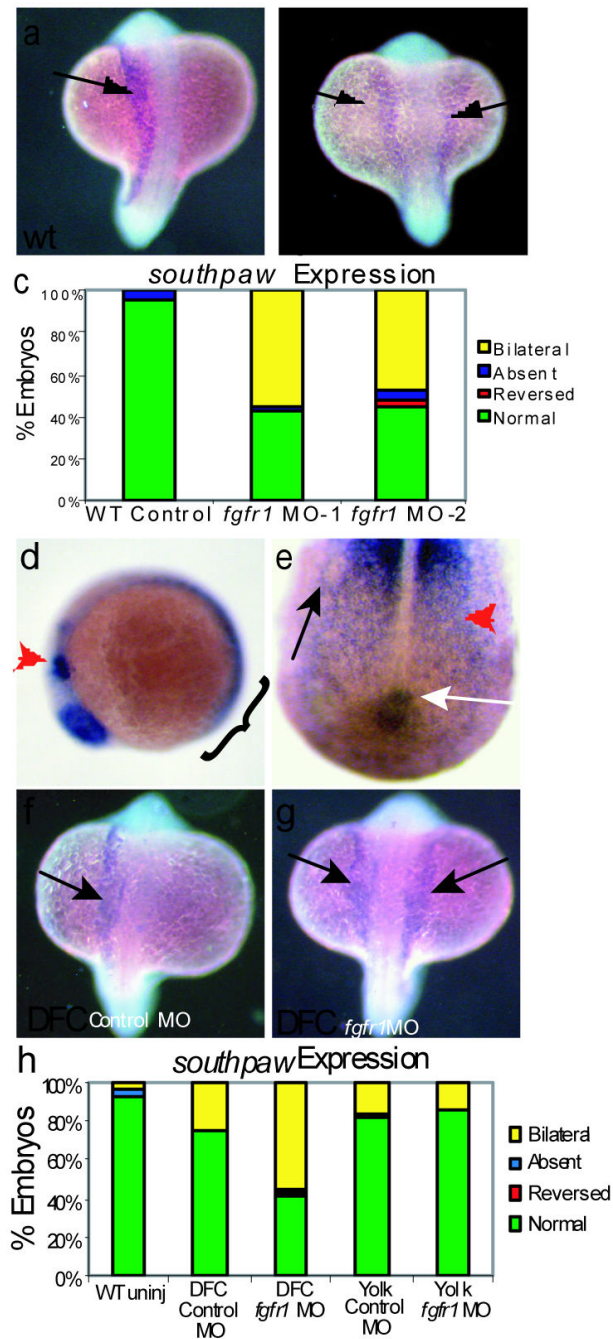 a
wt
c
southpaw Expression
100%
80%
60%
40%
20%
0%
% Embryos
Bilateral
Absent
Reversed
Normal
WT Control
fgfr1 MO-1
fgfr1 MO-2
d
e
f
g
DFC Control MO
DFC fgfr1MO
h
southpaw Expression
100%
80%
60%
40%
20%
0%
% Embryos
Bilateral
Absent
Reversed
Normal
WT uninj
DFC
Control
MO
DFC
fgfr1 MO
Yolk
Control
MO
Yolk
fgfr1 MO